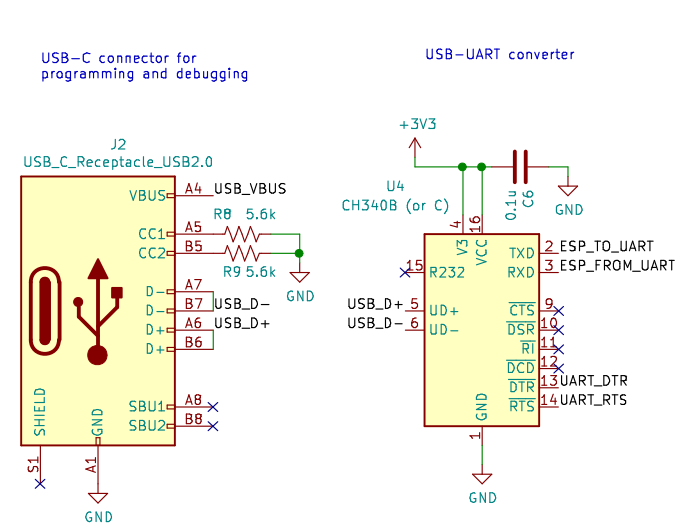 USB-C connector for
programming and debugging
J2
USB_C_Receptacle_USB2.0
VBUS A4 USB_VBUS
R8 5.6k
CC1 A5
CC2 B5
R9 5.6k
GND
D- A7
D- B7 USB_D-
D+ A6 USB_D+
D+ B6
SBU1 A8
SBU2 B8
SHIELD
GND
S1
A1
GND
USB-UART converter
+3V3
U4
CH340B (or C)
0.1u
C6
GND
4
16
V3
VCC
TXD 2 ESP_TO_UART
15 R232
RXD 3 ESP_FROM_UART
USB_D+ 5 UD+
USB_D- 6 UD-
CTS 9
DSR 10
RI 11
DCD 12
DTR 13 UART_DTR
RTS 14 UART_RTS
GND
1
GND